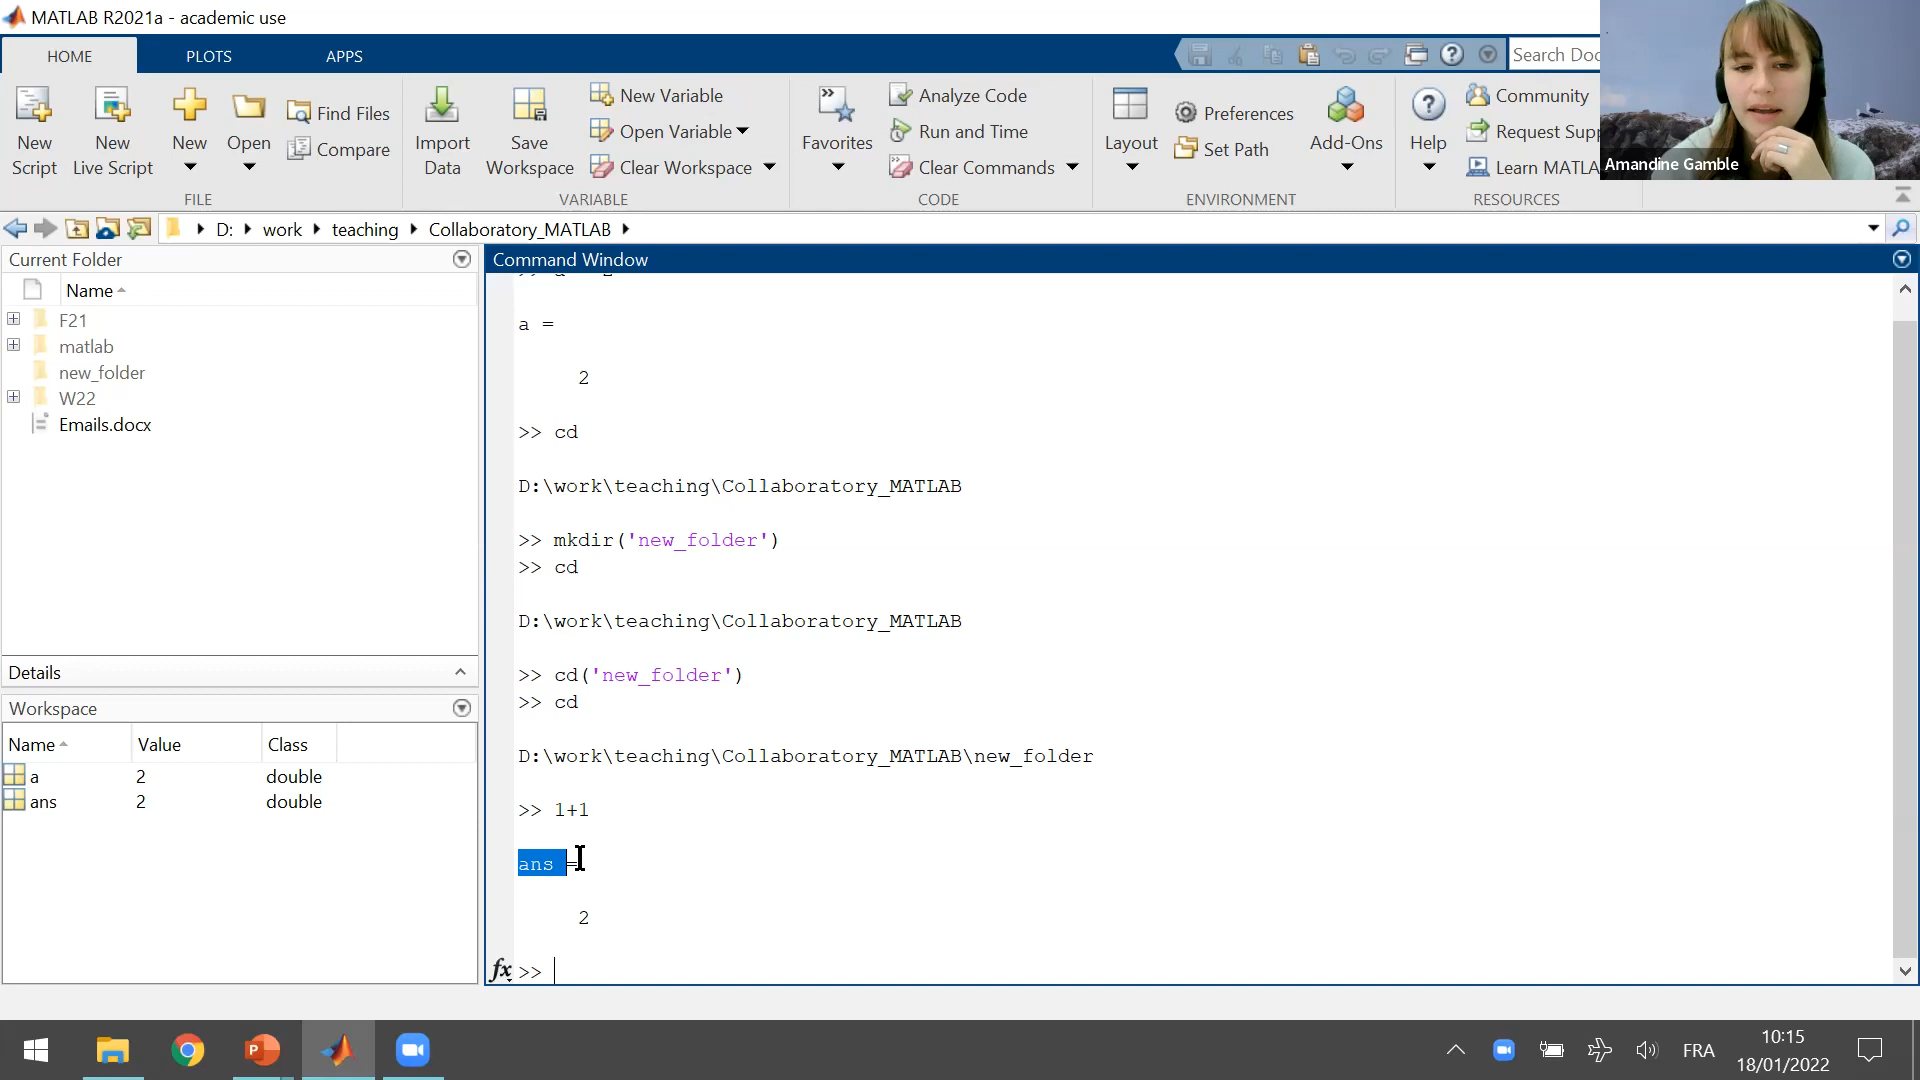 MATLAB R2021a - academic use
HOME
PLOTS
APPS
Search Doc
New Script
New Live Script
New
Open
Find Files
Compare
FILE
Import Data
Save Workspace
New Variable
Open Variable
Clear Workspace
VARIABLE
Favorites
Analyze Code
Run and Time
Clear Commands
CODE
Layout
Preferences
Set Path
Add-Ons
ENVIRONMENT
Help
Community
Request Supp
Learn MATLA
RESOURCES
Amandine Gamble
D: work teaching Collaboratory_MATLAB
Current Folder
Name
F21
matlab
new_folder
W22
Emails.docx
Details
Workspace
Name Value Class
a 2 double
ans 2 double
Command Window
a =
2
>> cd
D:\work\teaching\Collaboratory_MATLAB
>> mkdir('new_folder')
>> cd
D:\work\teaching\Collaboratory_MATLAB
>> cd('new_folder')
>> cd
D:\work\teaching\Collaboratory_MATLAB\new_folder
>> 1+1
ans =
2
fx >>
FRA
10:15
18/01/2022